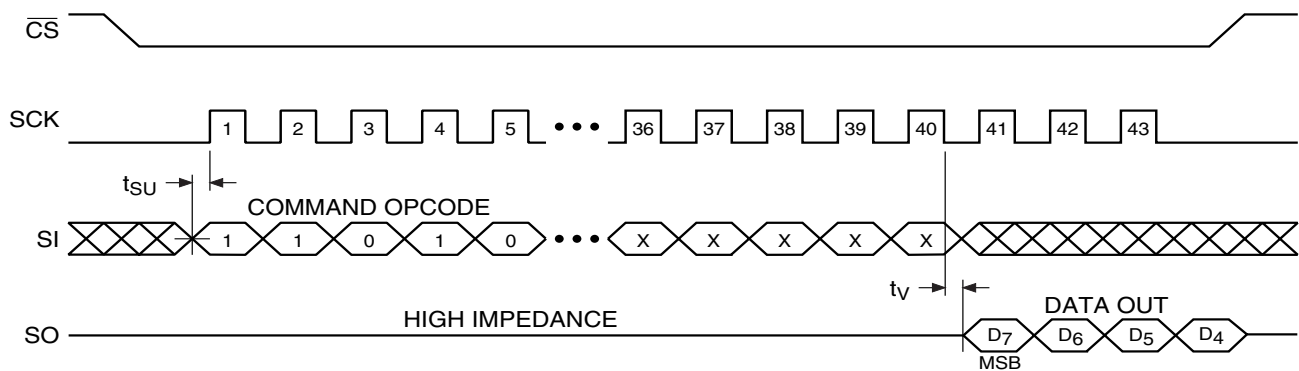 CS
SCK
1 2 3 4 5 ••• 36 37 38 39 40 41 42 43
tSU
COMMAND OPCODE
SI
1 1 0 1 0 ••• X X X X X
tV
DATA OUT
HIGH IMPEDANCE
SO
D7 D6 D5 D4
MSB